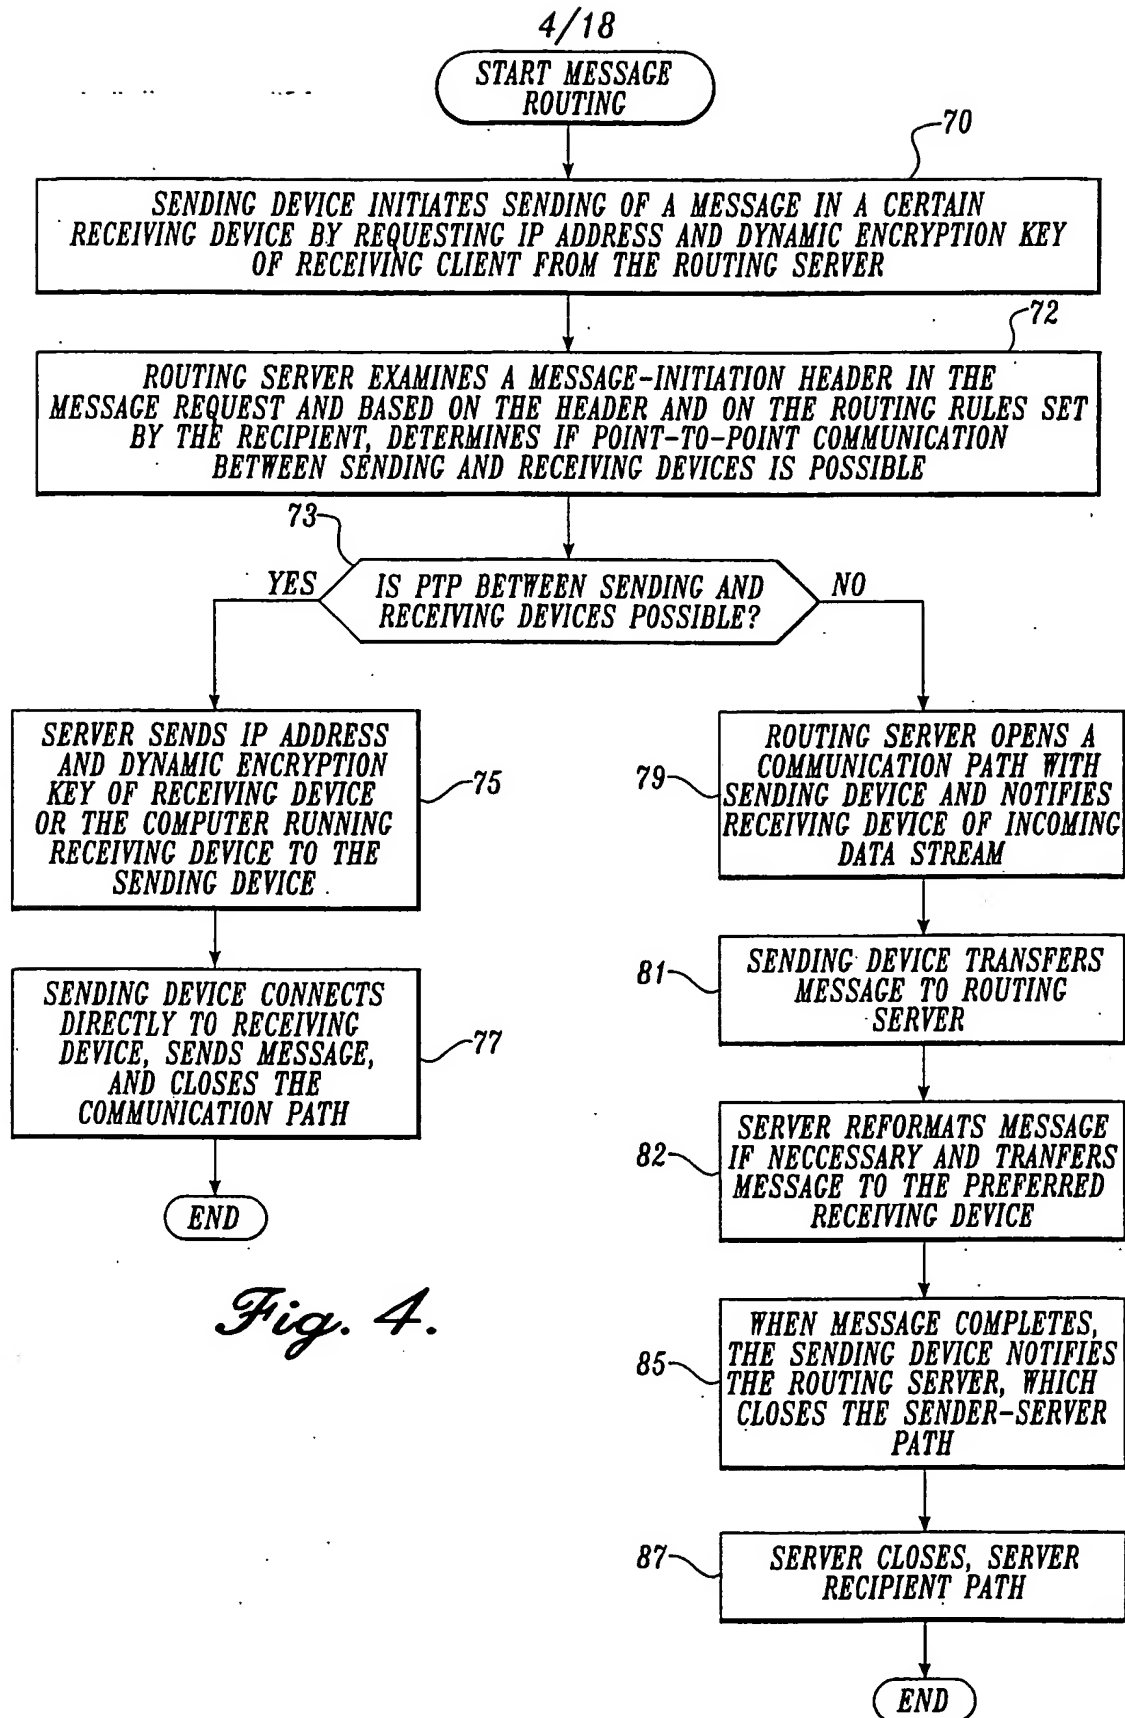 4/18
START MESSAGE
ROUTING
70
SENDING DEVICE INITIATES SENDING OF A MESSAGE IN A CERTAIN
RECEIVING DEVICE BY REQUESTING IP ADDRESS AND DYNAMIC ENCRYPTION KEY
OF RECEIVING CLIENT FROM THE ROUTING SERVER
72
ROUTING SERVER EXAMINES A MESSAGE-INITIATION HEADER IN THE
MESSAGE REQUEST AND BASED ON THE HEADER AND ON THE ROUTING RULES SET
BY THE RECIPIENT, DETERMINES IF POINT-TO-POINT COMMUNICATION
BETWEEN SENDING AND RECEIVING DEVICES IS POSSIBLE
73
YES
IS PTP BETWEEN SENDING AND
RECEIVING DEVICES POSSIBLE?
NO
SERVER SENDS IP ADDRESS
AND DYNAMIC ENCRYPTION
KEY OF RECEIVING DEVICE
OR THE COMPUTER RUNNING
RECEIVING DEVICE TO THE
SENDING DEVICE
75
SENDING DEVICE CONNECTS
DIRECTLY TO RECEIVING
DEVICE, SENDS MESSAGE,
AND CLOSES THE
COMMUNICATION PATH
77
END
79
ROUTING SERVER OPENS A
COMMUNICATION PATH WITH
SENDING DEVICE AND NOTIFIES
RECEIVING DEVICE OF INCOMING
DATA STREAM
81
SENDING DEVICE TRANSFERS
MESSAGE TO ROUTING
SERVER
82
SERVER REFORMATS MESSAGE
IF NECCESSARY AND TRANFERS
MESSAGE TO THE PREFERRED
RECEIVING DEVICE
85
WHEN MESSAGE COMPLETES,
THE SENDING DEVICE NOTIFIES
THE ROUTING SERVER, WHICH
CLOSES THE SENDER-SERVER
PATH
87
SERVER CLOSES, SERVER
RECIPIENT PATH
END
Fig. 4.